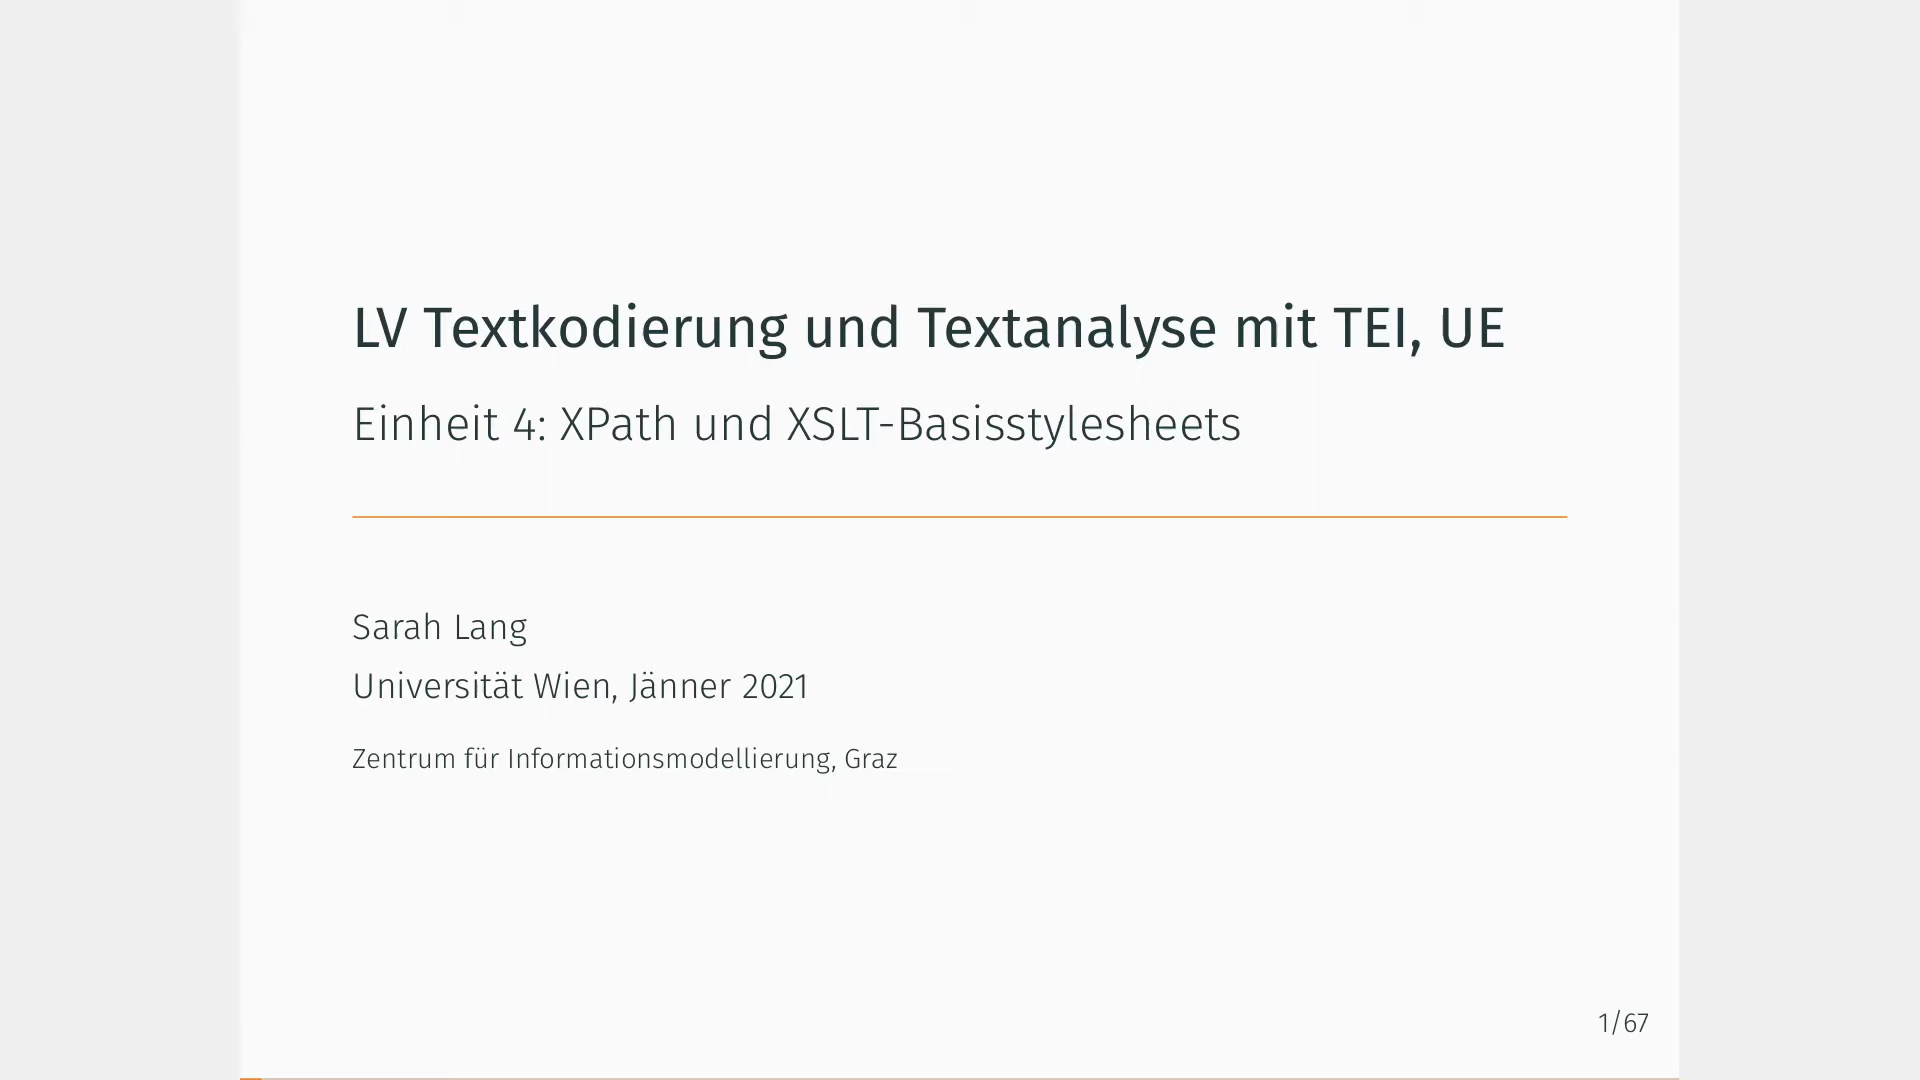 LV Textkodierung und Textanalyse mit TEI, UE
Einheit 4: XPath und XSLT-Basisstylesheets
Sarah Lang
Universität Wien, Jänner 2021
Zentrum für Informationsmodellierung, Graz
1/67